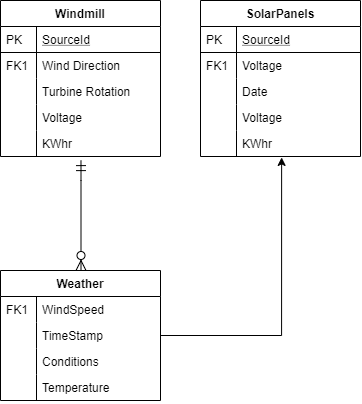 Windmill
PK SourceId
FK1 Wind Direction
Turbine Rotation
Voltage
KWhr
SolarPanels
PK SourceId
FK1 Voltage
Date
Voltage
KWhr
Weather
FK1 WindSpeed
TimeStamp
Conditions
Temperature